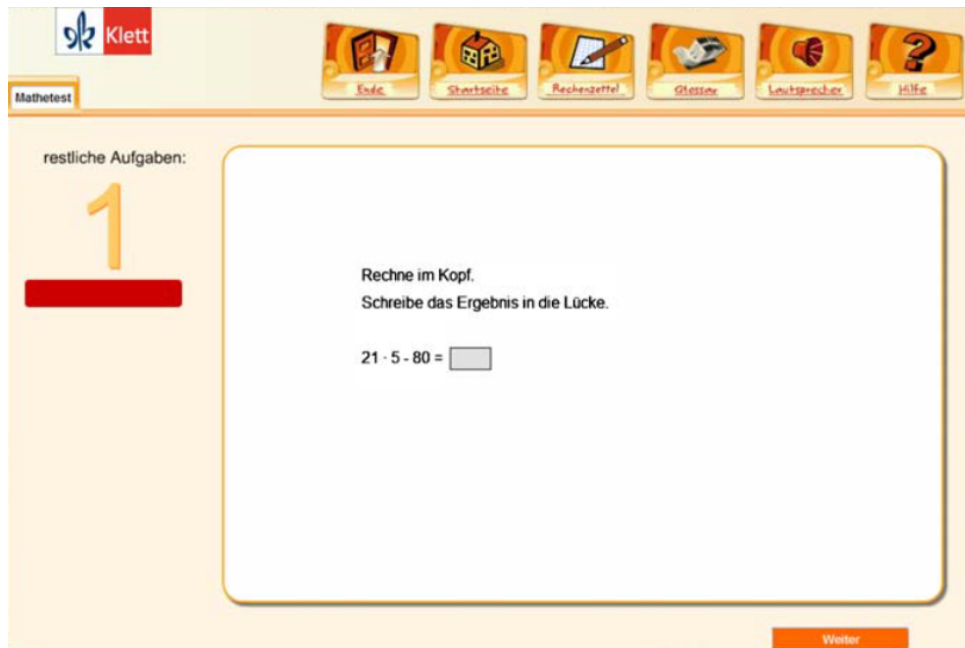 Klett
Ende
Startseite
Rechenzettel
Glossar
Lautsprecher
Hilfe
Mathetest
restliche Aufgaben:
1
Rechne im Kopf.
Schreibe das Ergebnis in die Lücke.
21 · 5 - 80 =
Weiter